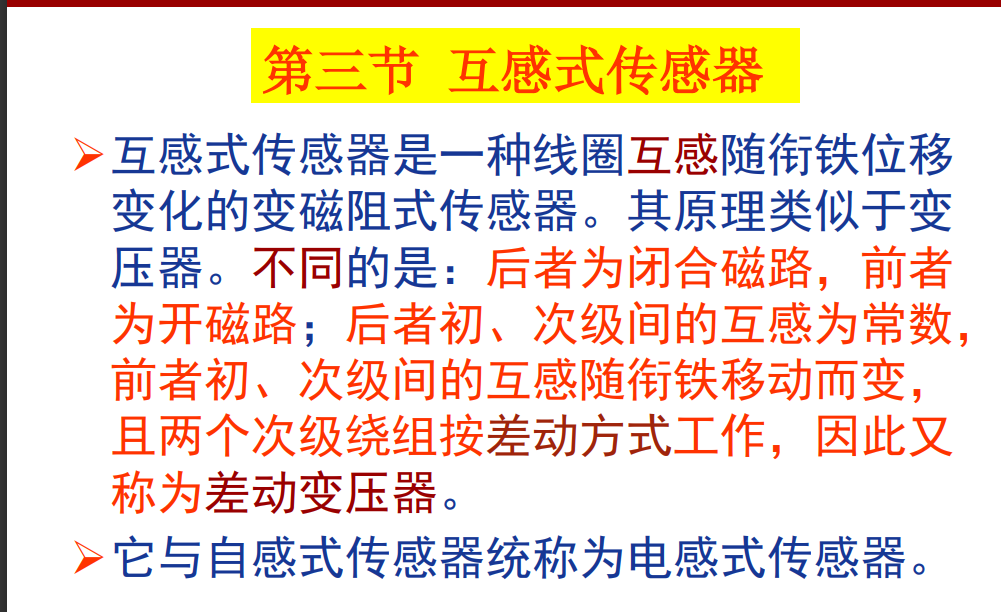 第三节 互感式传感器
互感式传感器是一种线圈互感随衔铁位移
变化的变磁阻式传感器。其原理类似于变
压器。不同的是：后者为闭合磁路，前者
为开磁路；后者初、次级间的互感为常数，
前者初、次级间的互感随衔铁移动而变，
且两个次级绕组按差动方式工作，因此又
称为差动变压器。
它与自感式传感器统称为电感式传感器。